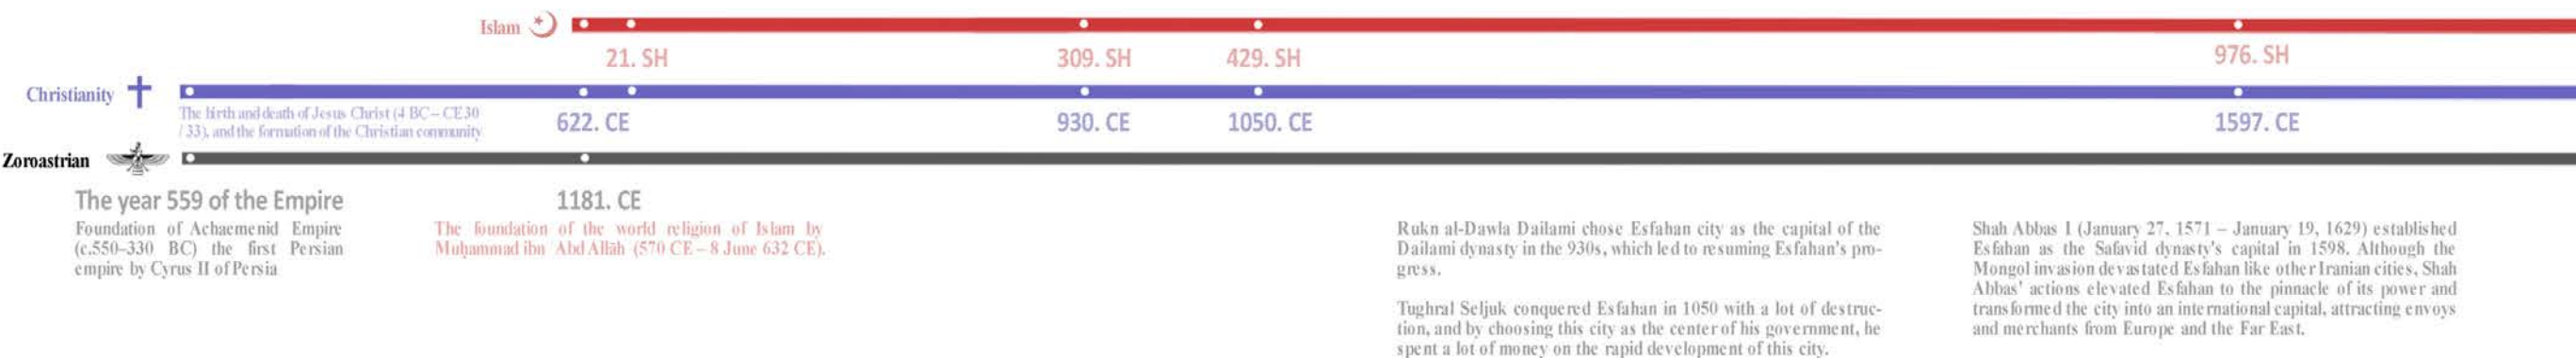 Islam
21. SH
309. SH
429. SH
976. SH
Christianity
The birth and death of Jesus Christ (4 BC – CE30
/ 33), and the formation of the Christian community
622. CE
930. CE
1050. CE
1597. CE
Zoroastrian
The year 559 of the Empire
Foundation of Achaemenid Empire
(c.550–330 BC) the first Persian
empire by Cyrus II of Persia
1181. CE
The foundation of the world religion of Islam by
Muḥammad ibn Abd Allāh (570 CE – 8 June 632 CE).
Rukn al-Dawla Dailami chose Esfahan city as the capital of the
Dailami dynasty in the 930s, which led to resuming Esfahan's pro-
gress.
Tughral Seljuk conquered Esfahan in 1050 with a lot of destruc-
tion, and by choosing this city as the center of his government, he
spent a lot of money on the rapid development of this city.
Shah Abbas I (January 27, 1571 – January 19, 1629) established
Esfahan as the Safavid dynasty's capital in 1598. Although the
Mongol invasion devastated Esfahan like other Iranian cities, Shah
Abbas' actions elevated Esfahan to the pinnacle of its power and
transformed the city into an international capital, attracting envoys
and merchants from Europe and the Far East.